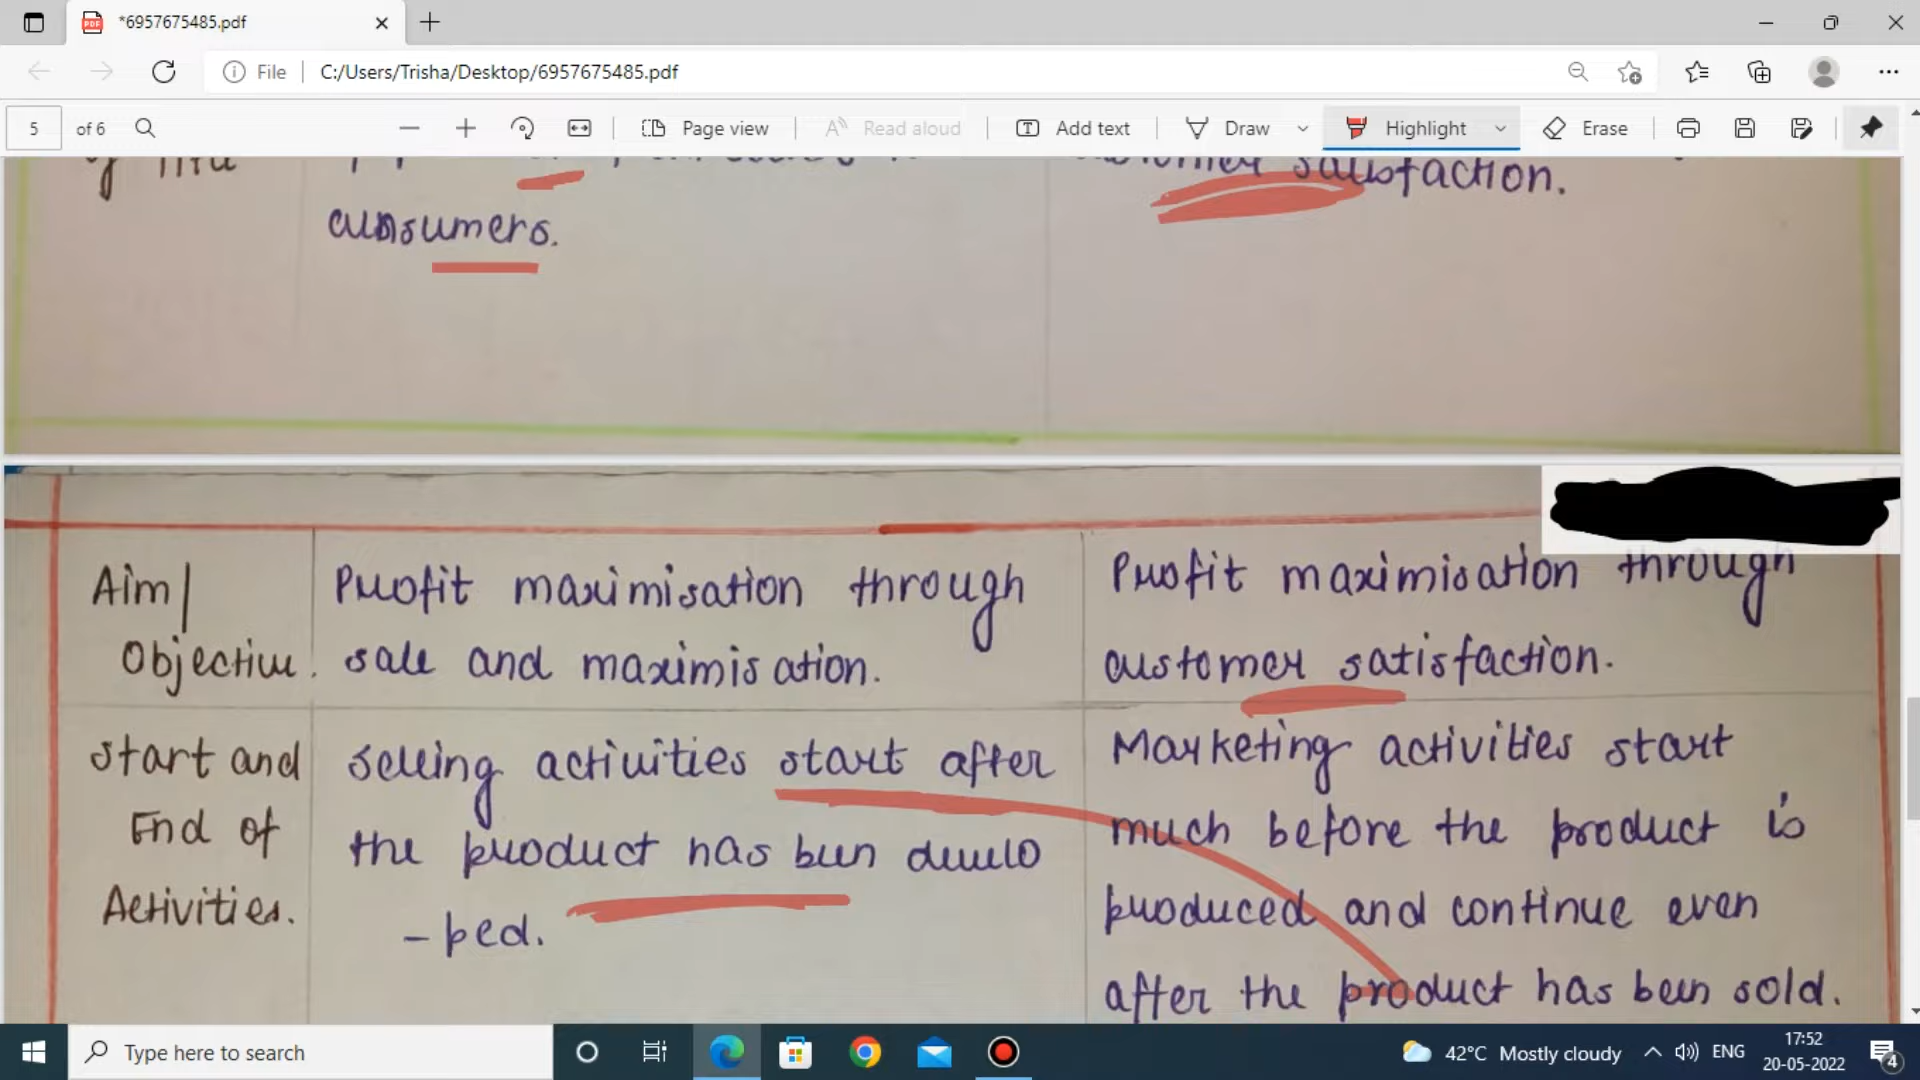 *6957675485.pdf
File
C:/Users/Trisha/Desktop/6957675485.pdf
5 of 6
Page view
Read aloud
Add text
Draw
Highlight
Erase
satisfaction.
consumers.
Aim/
Objective.
Profit maximisation through
sale and maximisation.
Profit maximisation through
customer satisfaction.
Start and
End of
Activities.
Selling activities start after
the product has been develo
-ped.
Marketing activities start
much before the product is
produced and continue even
after the product has been sold.
Type here to search
42°C Mostly cloudy
ENG
17:52
20-05-2022
4